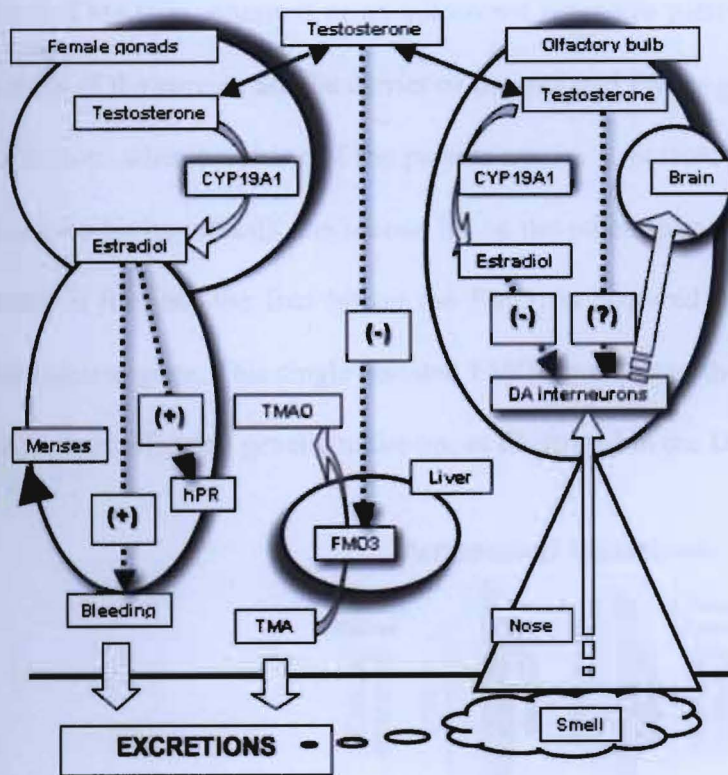 Testosterone
Female gonads
Testosterone
CYP19A1
Estradiol
Menses
(+)
hPR
(+)
Bleeding
(-)
TMAO
Liver
FMO3
TMA
Olfactory bulb
Testosterone
CYP19A1
Brain
Estradiol
(-)
(?)
DA interneurons
Nose
Smell
EXCRETIONS